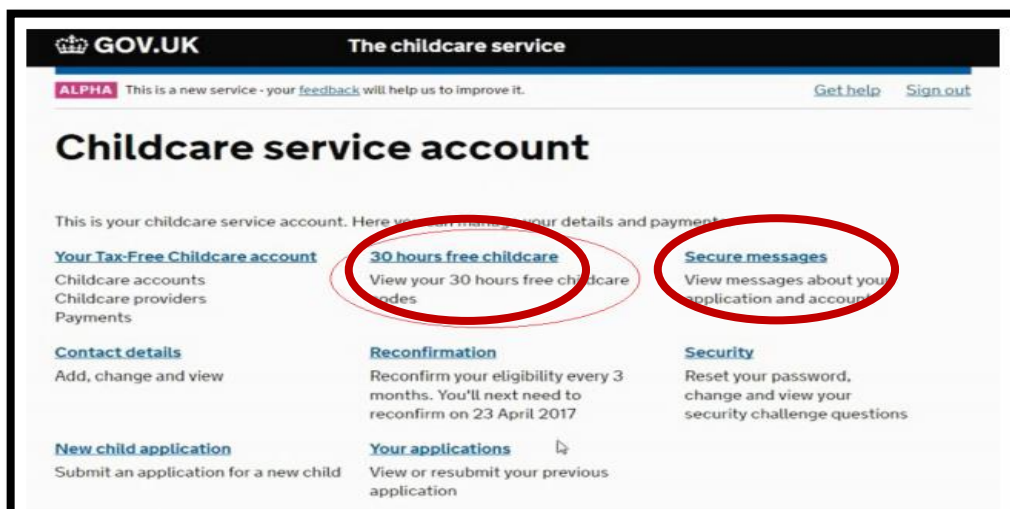 GOV.UK The childcare service
ALPHA This is a new service - your feedback will help us to improve it. Get help Sign out
Childcare service account
This is your childcare service account. Here you can manage your details and payments
Your Tax-Free Childcare account
Childcare accounts
Childcare providers
Payments
30 hours free childcare
View your 30 hours free childcare
codes
Secure messages
View messages about your
application and account
Contact details
Add, change and view
Reconfirmation
Reconfirm your eligibility every 3
months. You'll next need to
reconfirm on 23 April 2017
Security
Reset your password,
change and view your
security challenge questions
New child application
Submit an application for a new child
Your applications
View or resubmit your previous
application